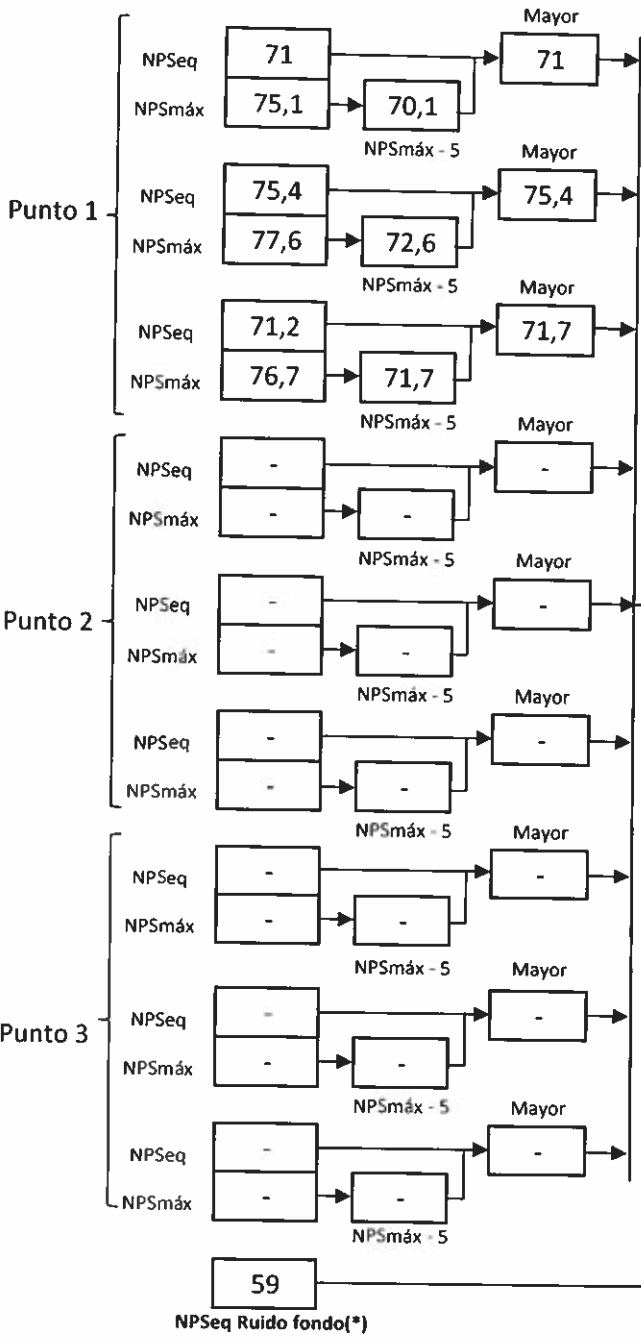 Mayor
NPSeq 71 71
NPSmáx 75,1 70,1
NPSmáx - 5
Mayor
Punto 1
NPSeq 75,4 75,4
NPSmáx 77,6 72,6
NPSmáx - 5
Mayor
NPSeq 71,2 71,7
NPSmáx 76,7 71,7
NPSmáx - 5
Mayor
NPSeq - -
NPSmáx - -
NPSmáx - 5
Mayor
Punto 2
NPSeq - -
NPSmáx - -
NPSmáx - 5
Mayor
NPSeq - -
NPSmáx - -
NPSmáx - 5
Mayor
NPSeq - -
NPSmáx - -
NPSmáx - 5
Mayor
Punto 3
NPSeq - -
NPSmáx - -
NPSmáx - 5
Mayor
NPSeq - -
NPSmáx - -
NPSmáx - 5
59
NPSeq Ruido fondo(*)